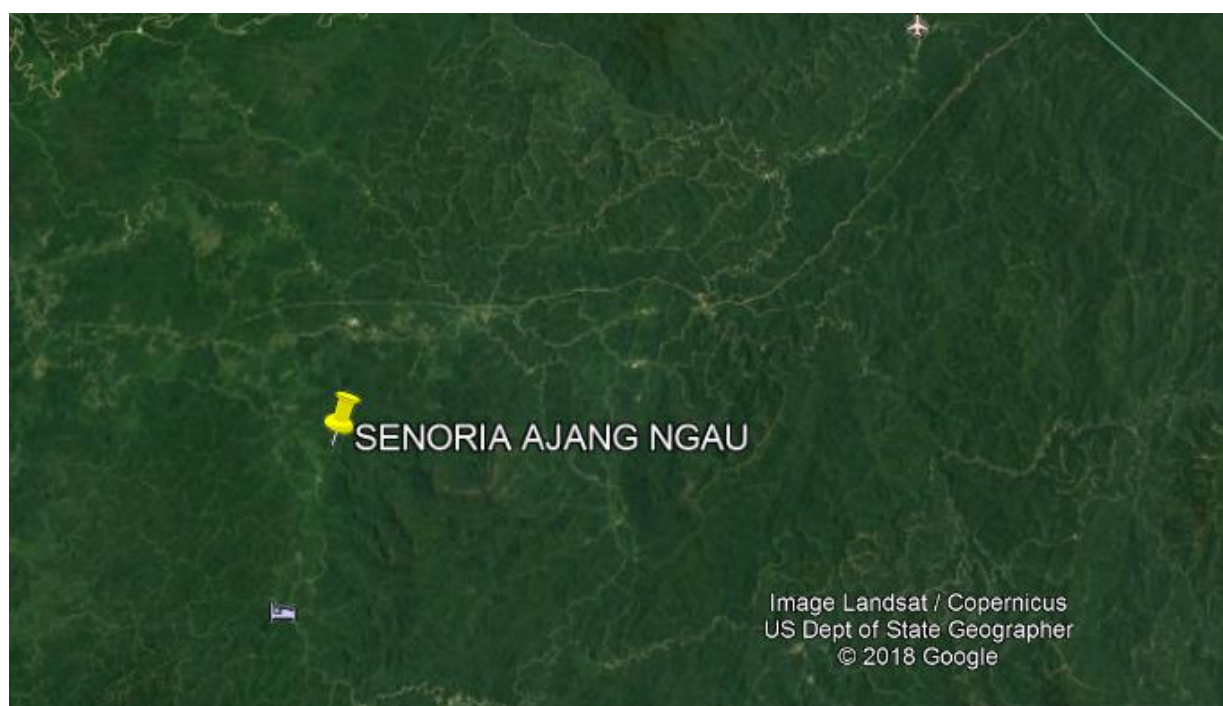 SENORIA AJANG NGAU
Image Landsat / Copernicus
US Dept of State Geographer
© 2018 Google